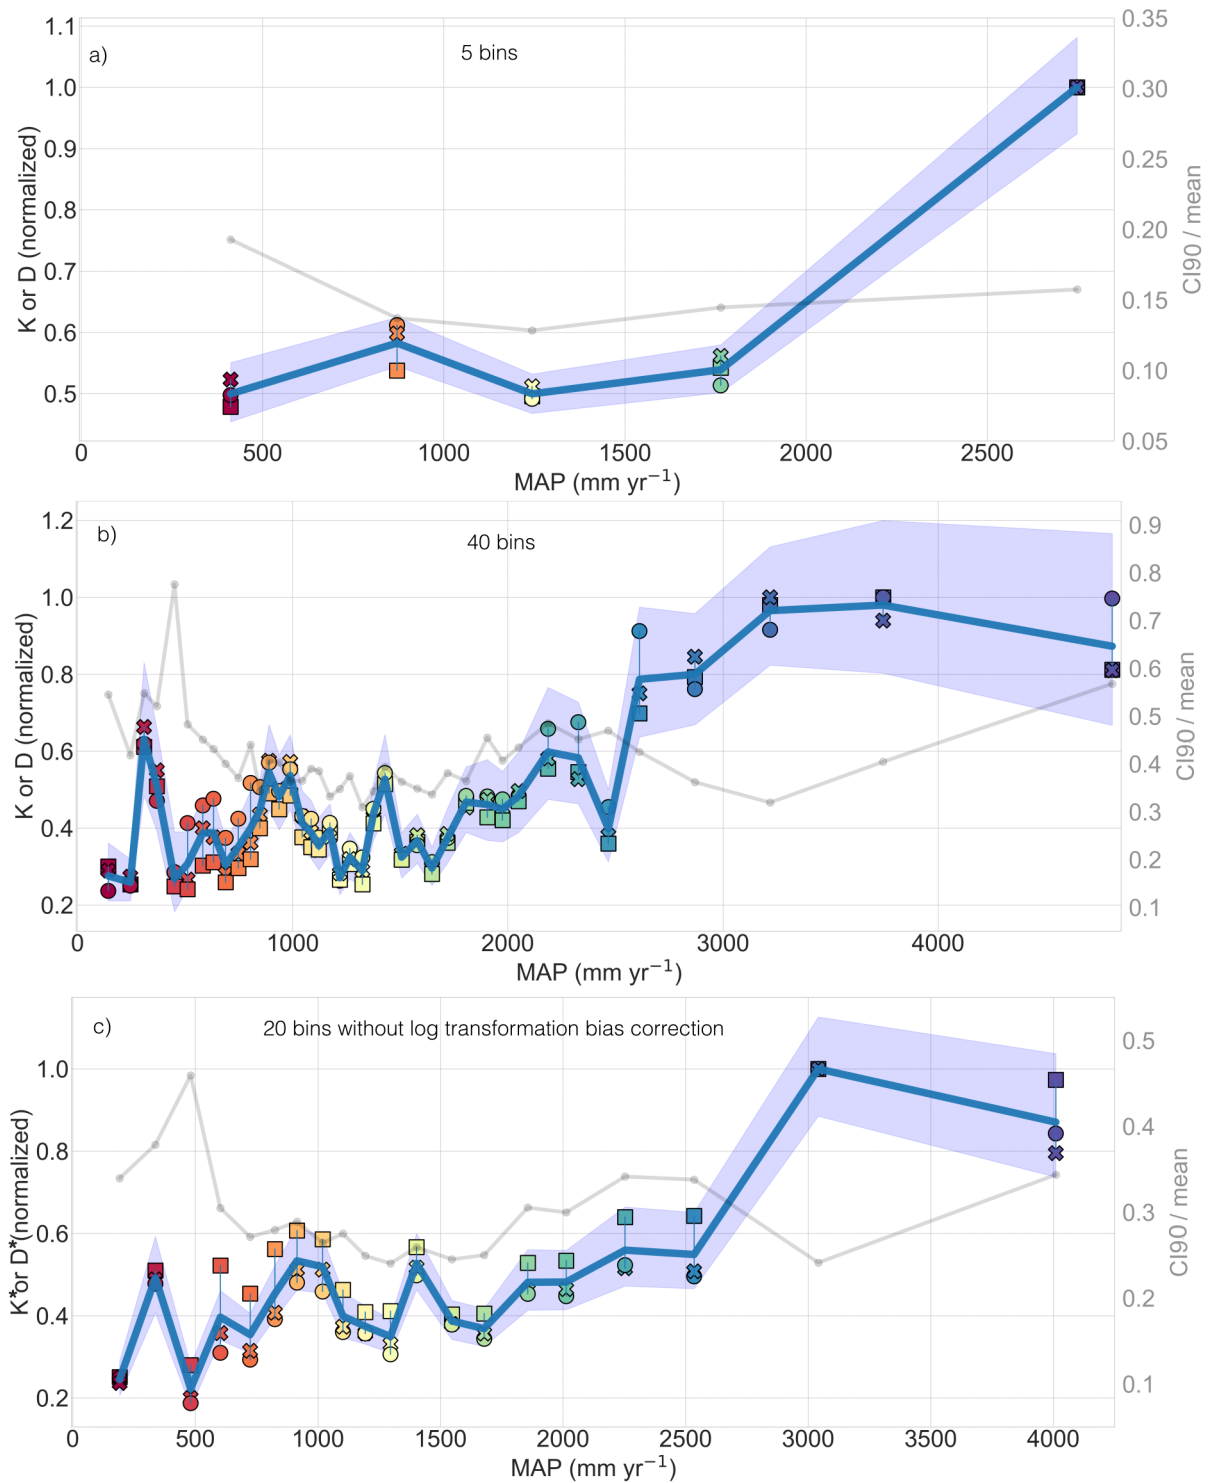 a)
5 bins
1.1
1.0
0.9
0.8
0.7
0.6
0.5
K or D (normalized)
0.35
0.30
0.25
0.20
0.15
0.10
0.05
CI90 / mean
0 500 1000 1500 2000 2500
MAP (mm yr⁻¹)
b)
40 bins
1.2
1.0
0.8
0.6
0.4
0.2
K or D (normalized)
0.9
0.8
0.7
0.6
0.5
0.4
0.3
0.2
0.1
CI90 / mean
0 1000 2000 3000 4000
MAP (mm yr⁻¹)
c)
20 bins without log transformation bias correction
1.0
0.8
0.6
0.4
0.2
K*or D*(normalized)
0.5
0.4
0.3
0.2
0.1
CI90 / mean
0 500 1000 1500 2000 2500 3000 3500 4000
MAP (mm yr⁻¹)